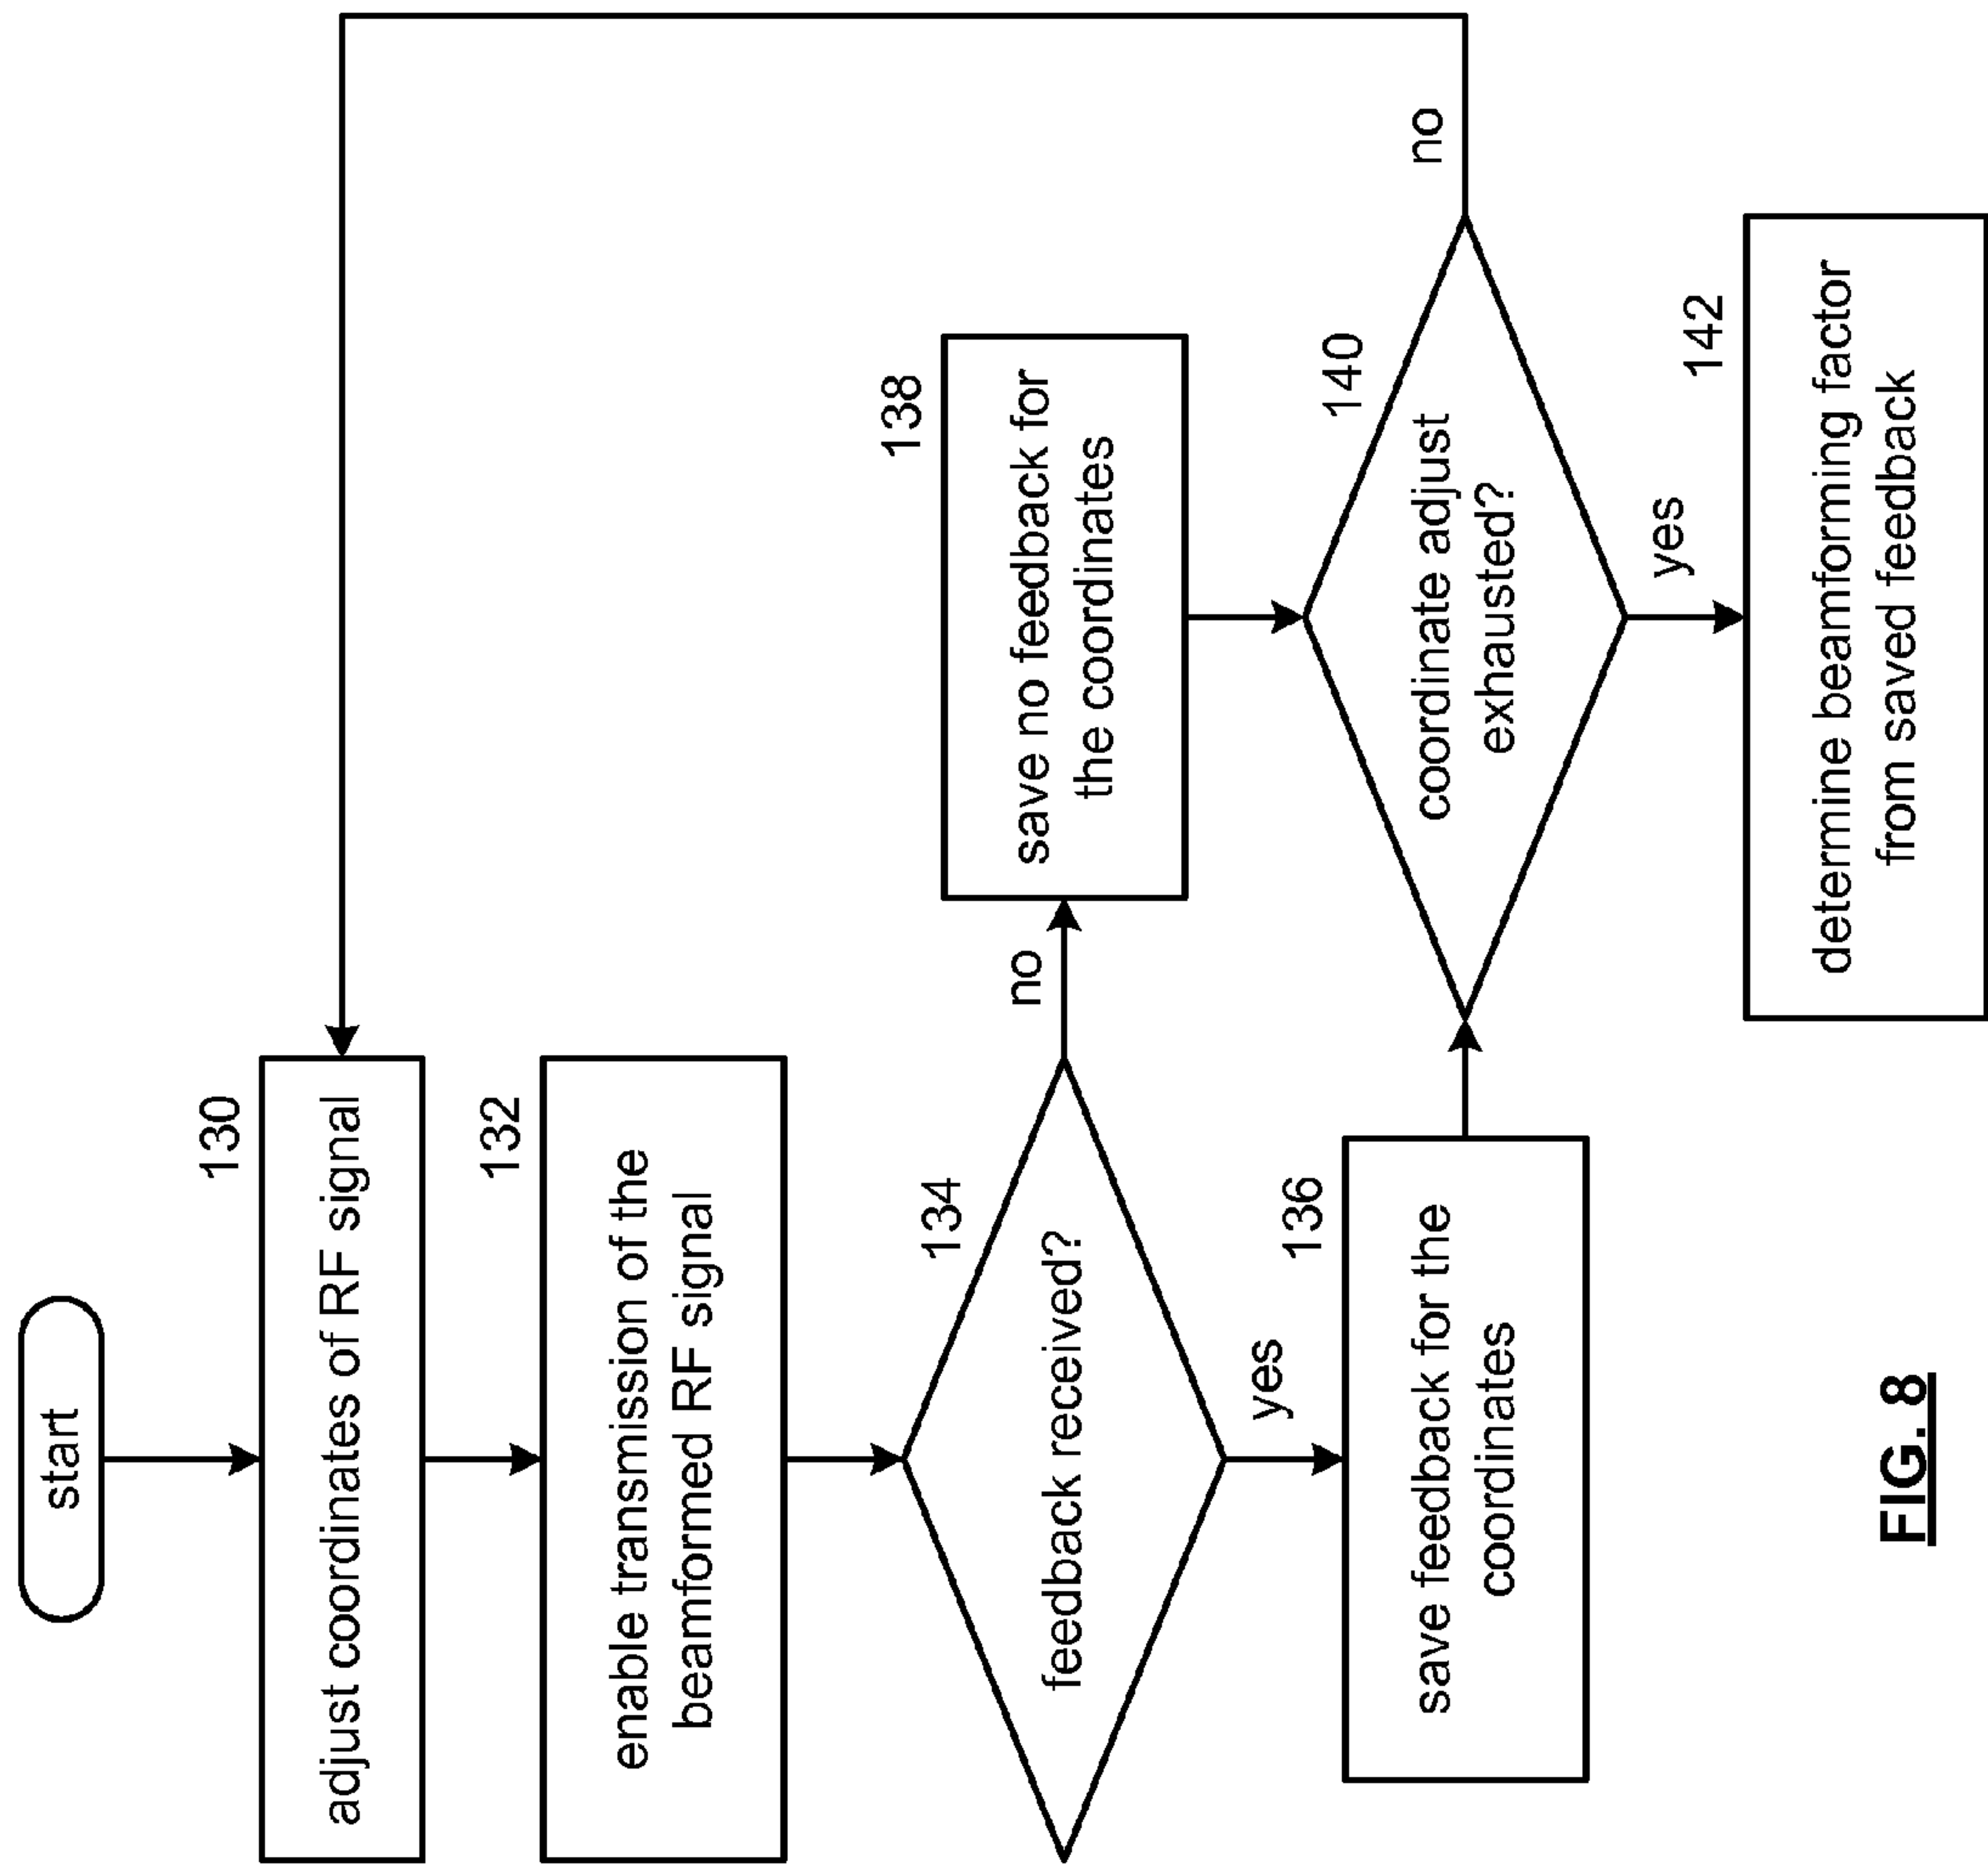 start
130
adjust coordinates of RF signal
132
enable transmission of the
beamformed RF signal
134
feedback received?
no
yes
138
save no feedback for
the coordinates
136
save feedback for the
coordinates
140
coordinate adjust
exhausted?
no
yes
142
determine beamforming factor
from saved feedback
FIG. 8